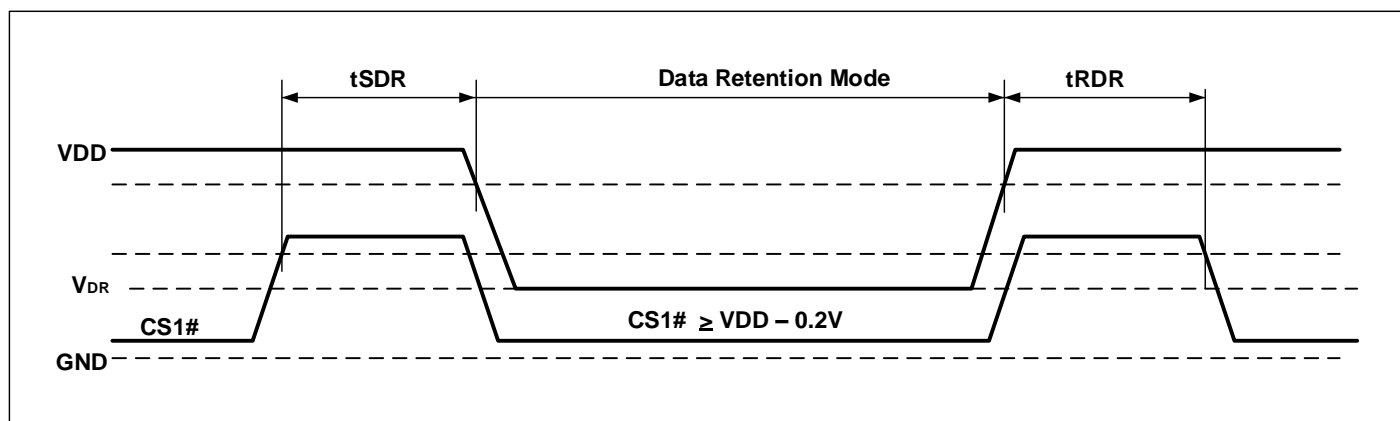 tSDR
Data Retention Mode
tRDR
VDD
VDR
CS1#
CS1# ≥ VDD – 0.2V
GND